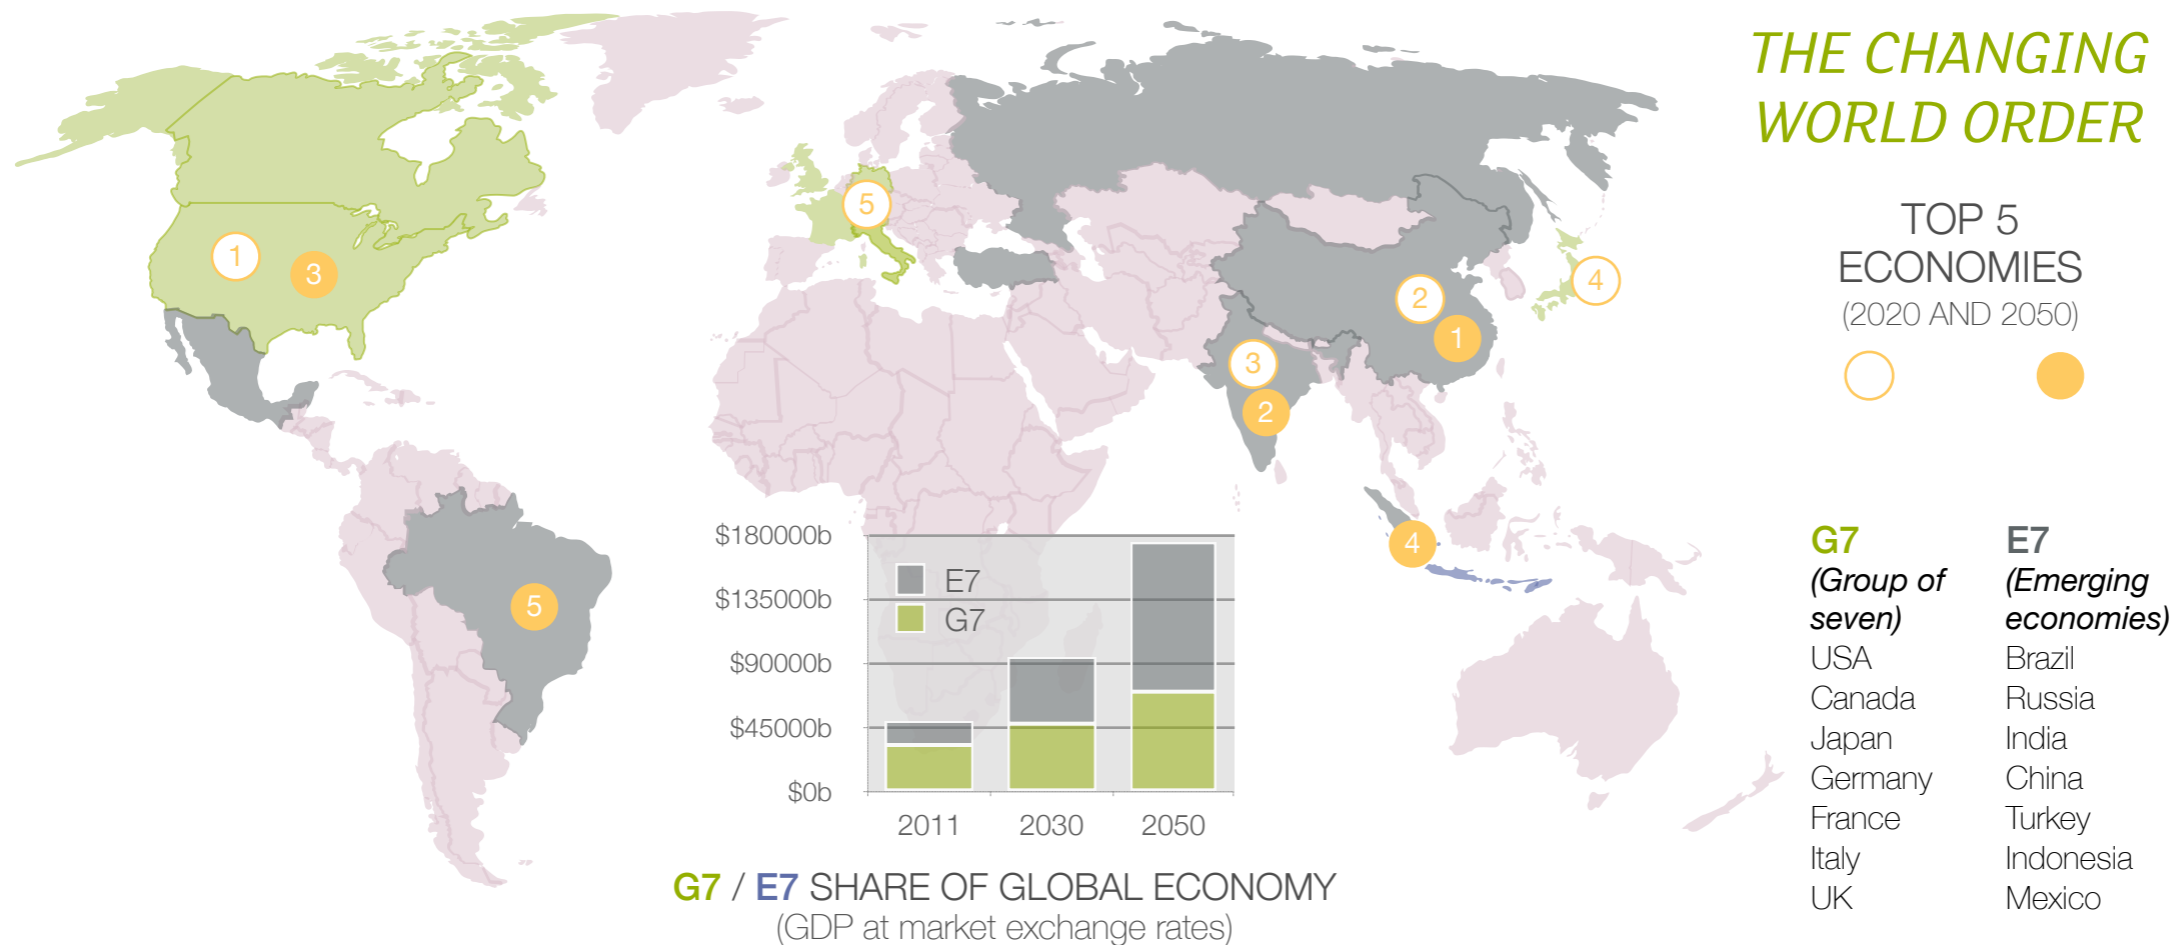 THE CHANGING
WORLD ORDER
TOP 5
ECONOMIES
(2020 AND 2050)
1
3
5
2
1
4
3
2
4
5
$180000b
$135000b
$90000b
$45000b
$0b
E7
G7
2011 2030 2050
G7 / E7 SHARE OF GLOBAL ECONOMY
(GDP at market exchange rates)
G7
(Group of
seven)
USA
Canada
Japan
Germany
France
Italy
UK
E7
(Emerging
economies)
Brazil
Russia
India
China
Turkey
Indonesia
Mexico